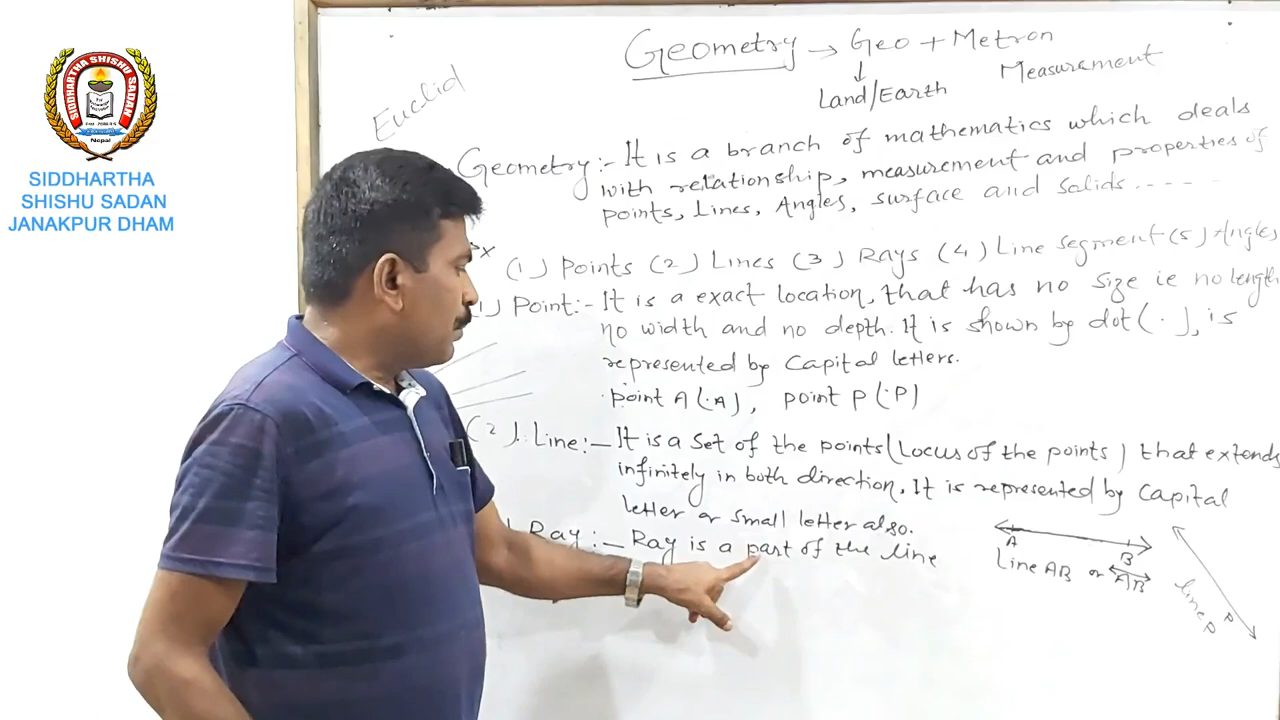 SIDDHARTHA SHISHU SADAN
Nepal
SIDDHARTHA
SHISHU SADAN
JANAKPUR DHAM
Euclid
Geometry → Geo + Metron
Land/Earth Measurement
Geometry :- It is a branch of mathematics which deals
with relationship, measurement and properties of
points, Lines, Angles, surface and solids.....
(1) Points (2) Lines (3) Rays (4) Line segment (5) Angles
1) Point:- It is a exact location, that has no size ie no length
no width and no depth. It is shown by dot (.), is
represented by Capital letters.
point A (.A), point P (.P)
(2). Line:- It is a set of the points (Locus of the points) that extends
infinitely in both direction. It is represented by Capital
letter or small letter also.
Ray :- Ray is a part of the line
A B
Line AB or AB
line